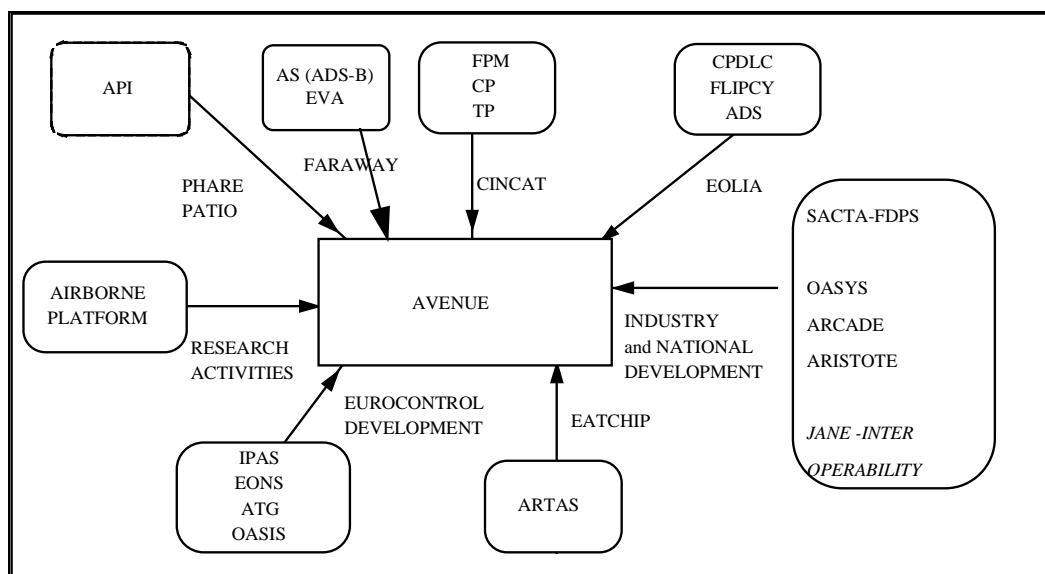 API
AS (ADS-B)
EVA
FPM
CP
TP
CPDLC
FLIPCY
ADS
PHARE
PATIO
FARAWAY
CINCAT
EOLIA
SACTA-FDPS
OASYS
ARCADE
ARISTOTE
JANE -INTER
OPERABILITY
AIRBORNE
PLATFORM
AVENUE
RESEARCH
ACTIVITIES
INDUSTRY
and NATIONAL
DEVELOPMENT
EUROCONTROL
DEVELOPMENT
EATCHIP
IPAS
EONS
ATG
OASIS
ARTAS